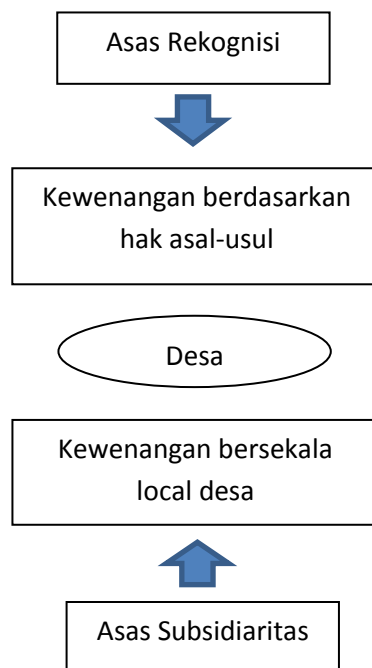 Asas Rekognisi
Kewenangan berdasarkan
hak asal-usul
Desa
Kewenangan bersekala
local desa
Asas Subsidiaritas